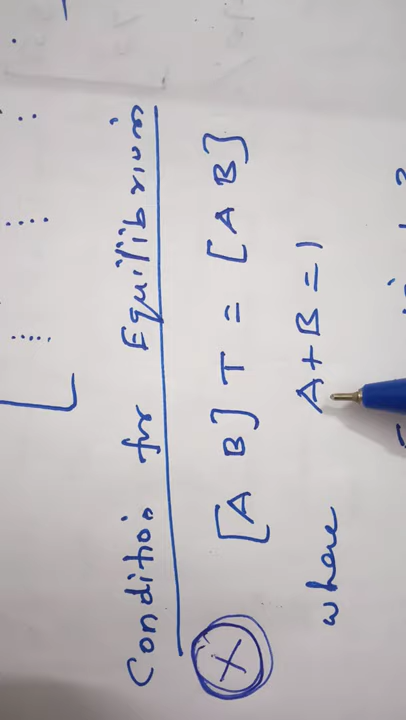 Condition for Equilibrium
[A B] T = [A B]
where A+B=1